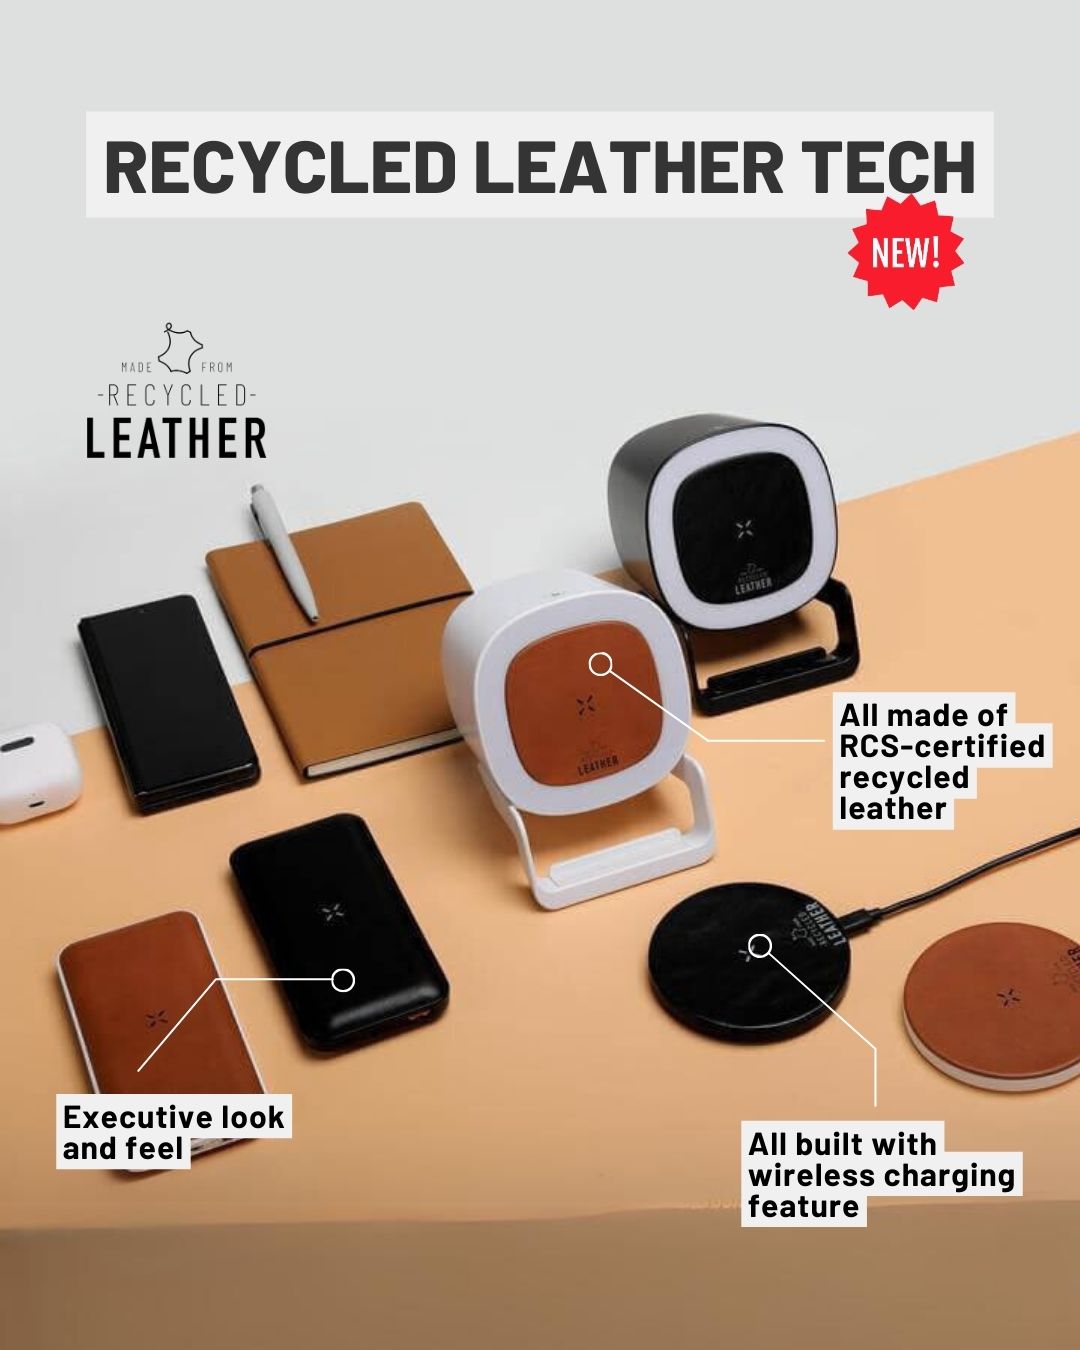 RECYCLED LEATHER TECH
NEW!
MADE FROM
-RECYCLED-
LEATHER
LEATHER
LEATHER
All made of
RCS-certified
recycled
leather
RECYCLED
LEATHER
Executive look
and feel
All built with
wireless charging
feature